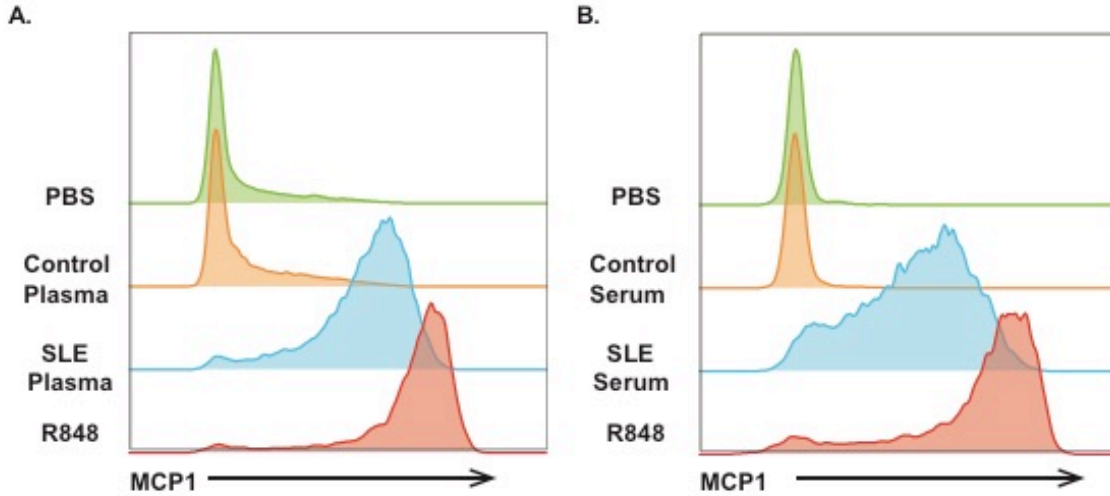 A.
PBS
Control
Plasma
SLE
Plasma
R848
MCP1
B.
PBS
Control
Serum
SLE
Serum
R848
MCP1